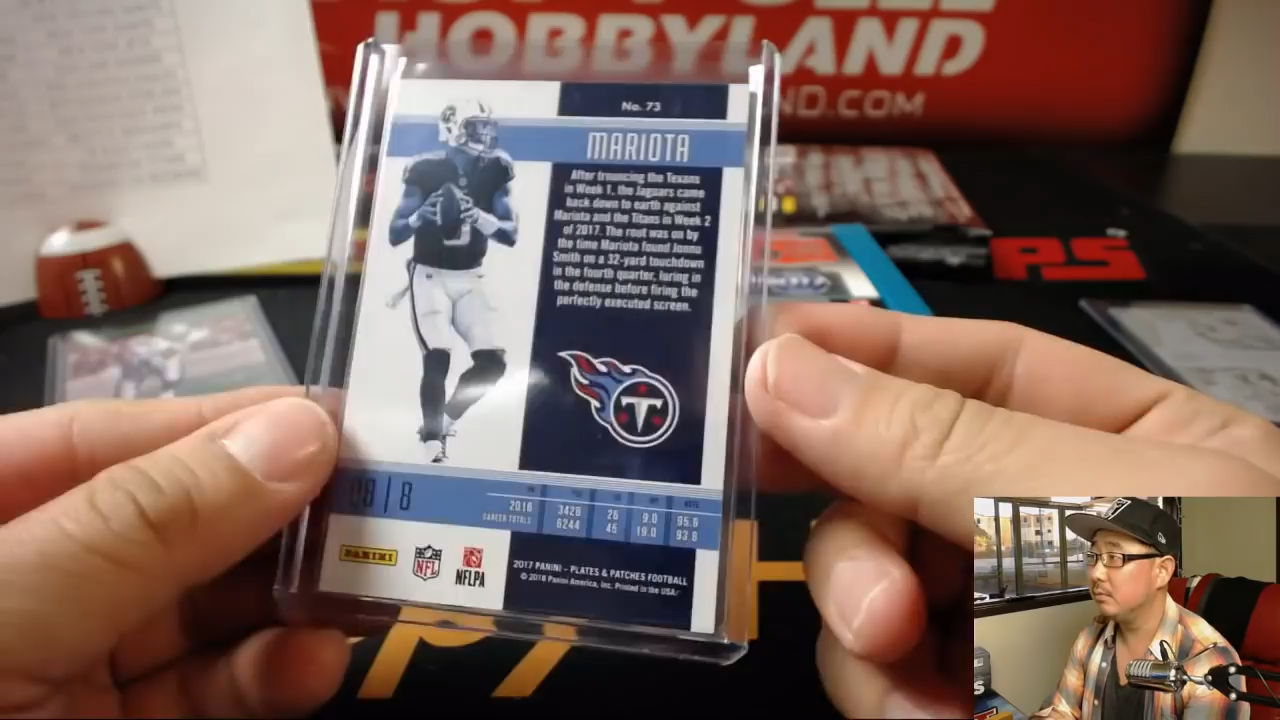 HOBBYLAND
ND.COM
No. 73
MARIOTA
After trouncing the Texans
in Week 1, the Jaguars came
back down to earth against
Mariota and the Titans in Week 2
of 2017. The rout was on by
the time Mariota found Jonnu
Smith on a 32-yard touchdown
in the fourth quarter, luring in
the defense before firing the
perfectly executed screen.
T
08 | 8
2016 3426 26 9.0 95.6
CAREER TOTALS 6244 45 19.0 93.8
PANINI
NFL
NFLPA
2017 PANINI - PLATES & PATCHES FOOTBALL
© 2018 Panini America, Inc. Printed in the USA.
PS